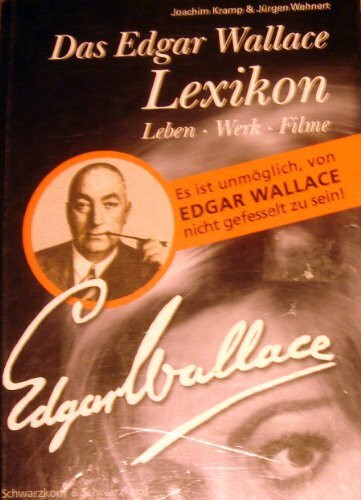 Joachim Kramp & Jürgen Wehnert
Das Edgar Wallace
Lexikon
Leben · Werk · Filme
Es ist unmöglich, von
EDGAR WALLACE
nicht gefesselt zu sein!
Edgar Wallace
Schwarzkopf & Schwarzkopf